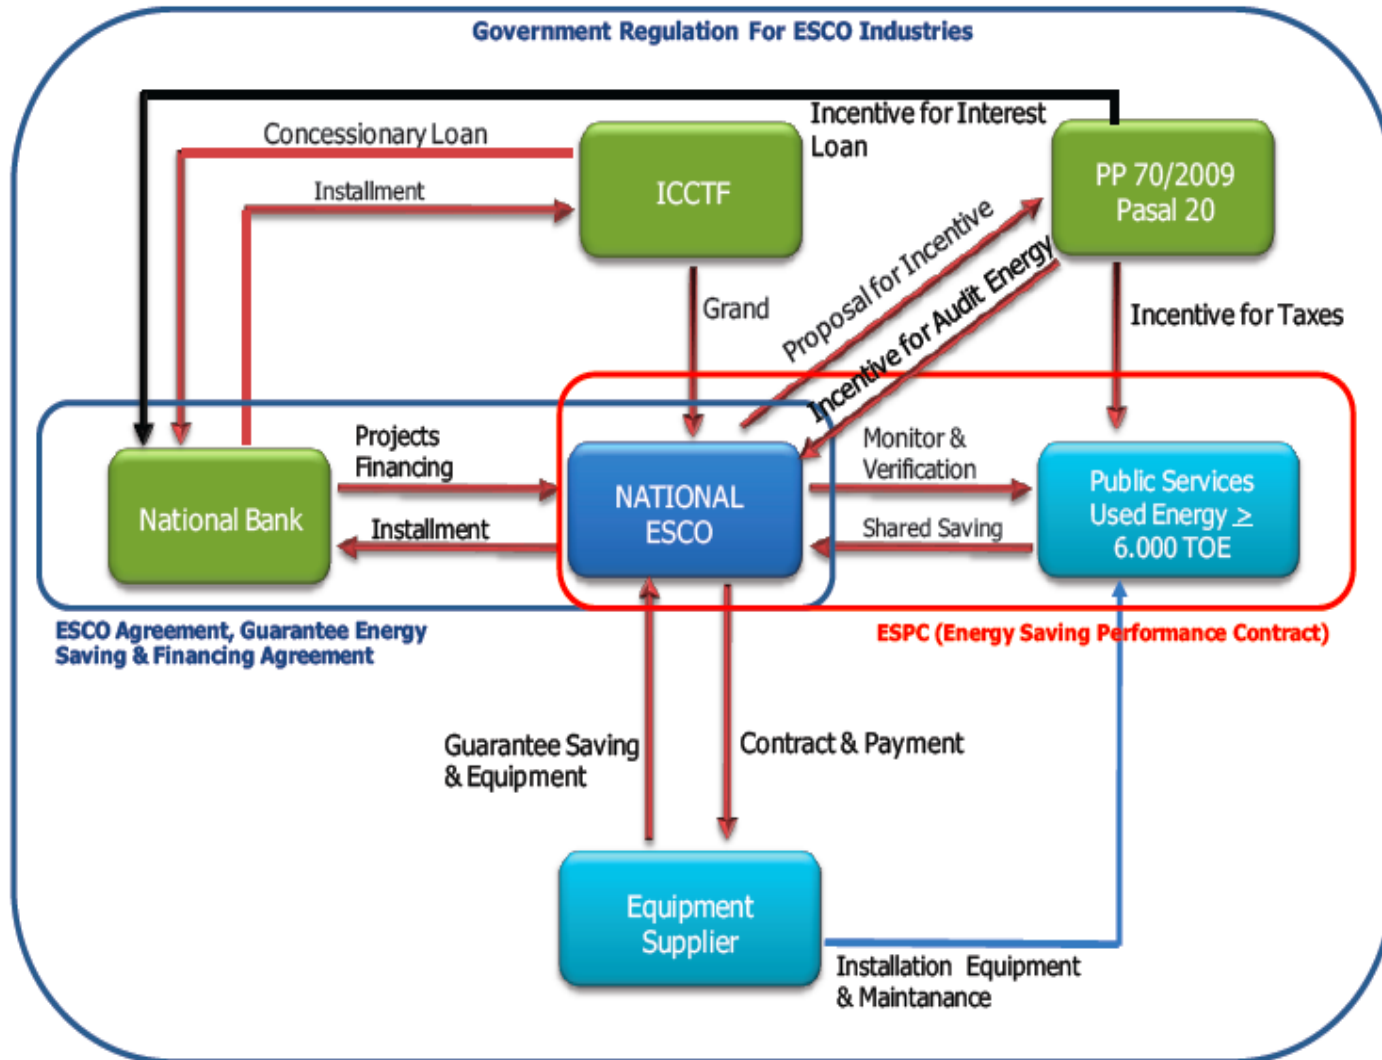 Government Regulation For ESCO Industries
Concessionary Loan
Incentive for Interest
Loan
Installment
ICCTF
PP 70/2009
Pasal 20
Grand
Proposal for Incentive
Incentive for Audit Energy
Incentive for Taxes
Projects
Financing
National Bank
Installment
NATIONAL
ESCO
Monitor &
Verification
Shared Saving
Public Services
Used Energy ≥
6.000 TOE
ESCO Agreement, Guarantee Energy
Saving & Financing Agreement
ESPC (Energy Saving Performance Contract)
Guarantee Saving
& Equipment
Contract & Payment
Equipment
Supplier
Installation Equipment
& Maintanance